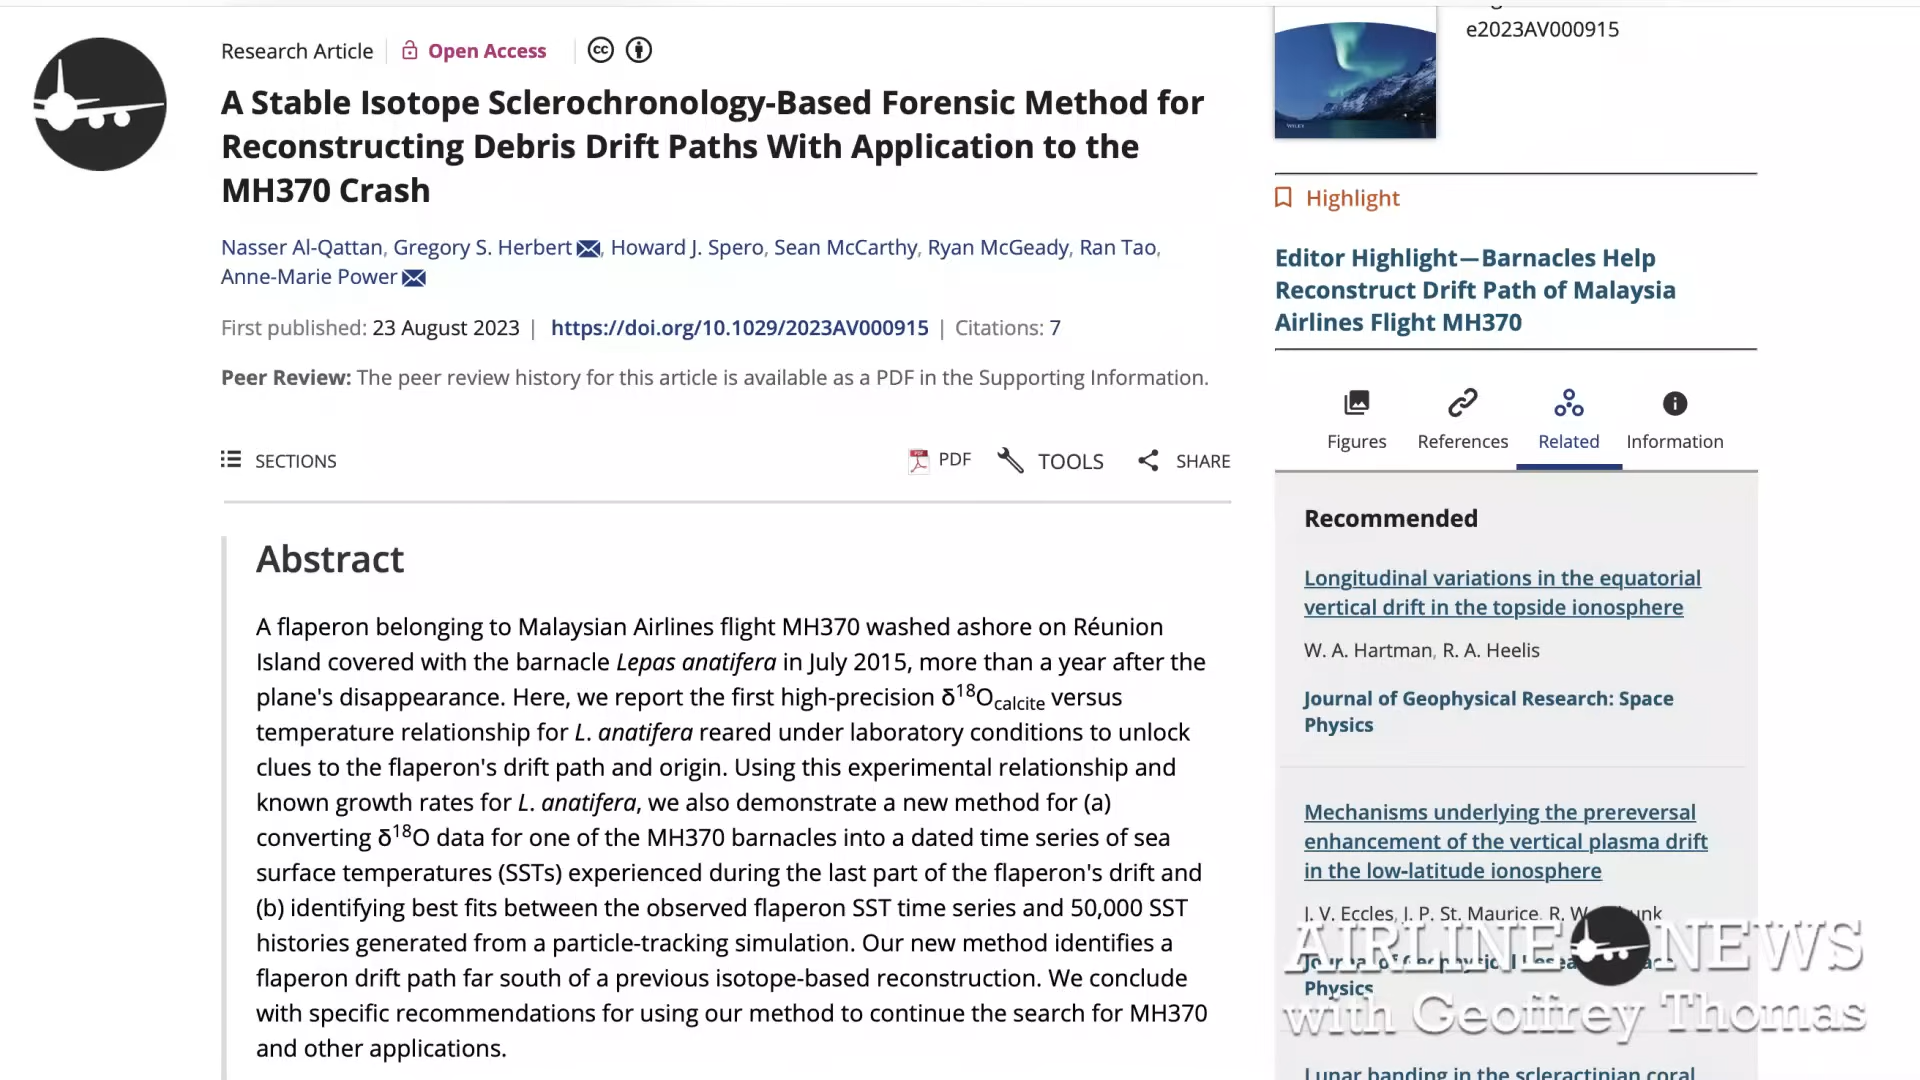 Research Article
Open Access
A Stable Isotope Sclerochronology-Based Forensic Method for
Reconstructing Debris Drift Paths With Application to the
MH370 Crash
Nasser Al-Qattan, Gregory S. Herbert, Howard J. Spero, Sean McCarthy, Ryan McGeady, Ran Tao,
Anne-Marie Power
First published: 23 August 2023 | https://doi.org/10.1029/2023AV000915 | Citations: 7
Peer Review: The peer review history for this article is available as a PDF in the Supporting Information.
SECTIONS
PDF
TOOLS
SHARE
Abstract
A flaperon belonging to Malaysian Airlines flight MH370 washed ashore on Réunion
Island covered with the barnacle Lepas anatifera in July 2015, more than a year after the
plane's disappearance. Here, we report the first high-precision δ¹⁸Ocalcite versus
temperature relationship for L. anatifera reared under laboratory conditions to unlock
clues to the flaperon's drift path and origin. Using this experimental relationship and
known growth rates for L. anatifera, we also demonstrate a new method for (a)
converting δ¹⁸O data for one of the MH370 barnacles into a dated time series of sea
surface temperatures (SSTs) experienced during the last part of the flaperon's drift and
(b) identifying best fits between the observed flaperon SST time series and 50,000 SST
histories generated from a particle-tracking simulation. Our new method identifies a
flaperon drift path far south of a previous isotope-based reconstruction. We conclude
with specific recommendations for using our method to continue the search for MH370
and other applications.
e2023AV000915
WILEY
Highlight
Editor Highlight—Barnacles Help
Reconstruct Drift Path of Malaysia
Airlines Flight MH370
Figures
References
Related
Information
Recommended
Longitudinal variations in the equatorial
vertical drift in the topside ionosphere
W. A. Hartman, R. A. Heelis
Journal of Geophysical Research: Space
Physics
Mechanisms underlying the prereversal
enhancement of the vertical plasma drift
in the low-latitude ionosphere
J. V. Eccles, J. P. St. Maurice, R. W.
Journal of
Physics
AIRLINE NEWS
with Geoffrey Thomas
Lunar banding in the scleractinian coral